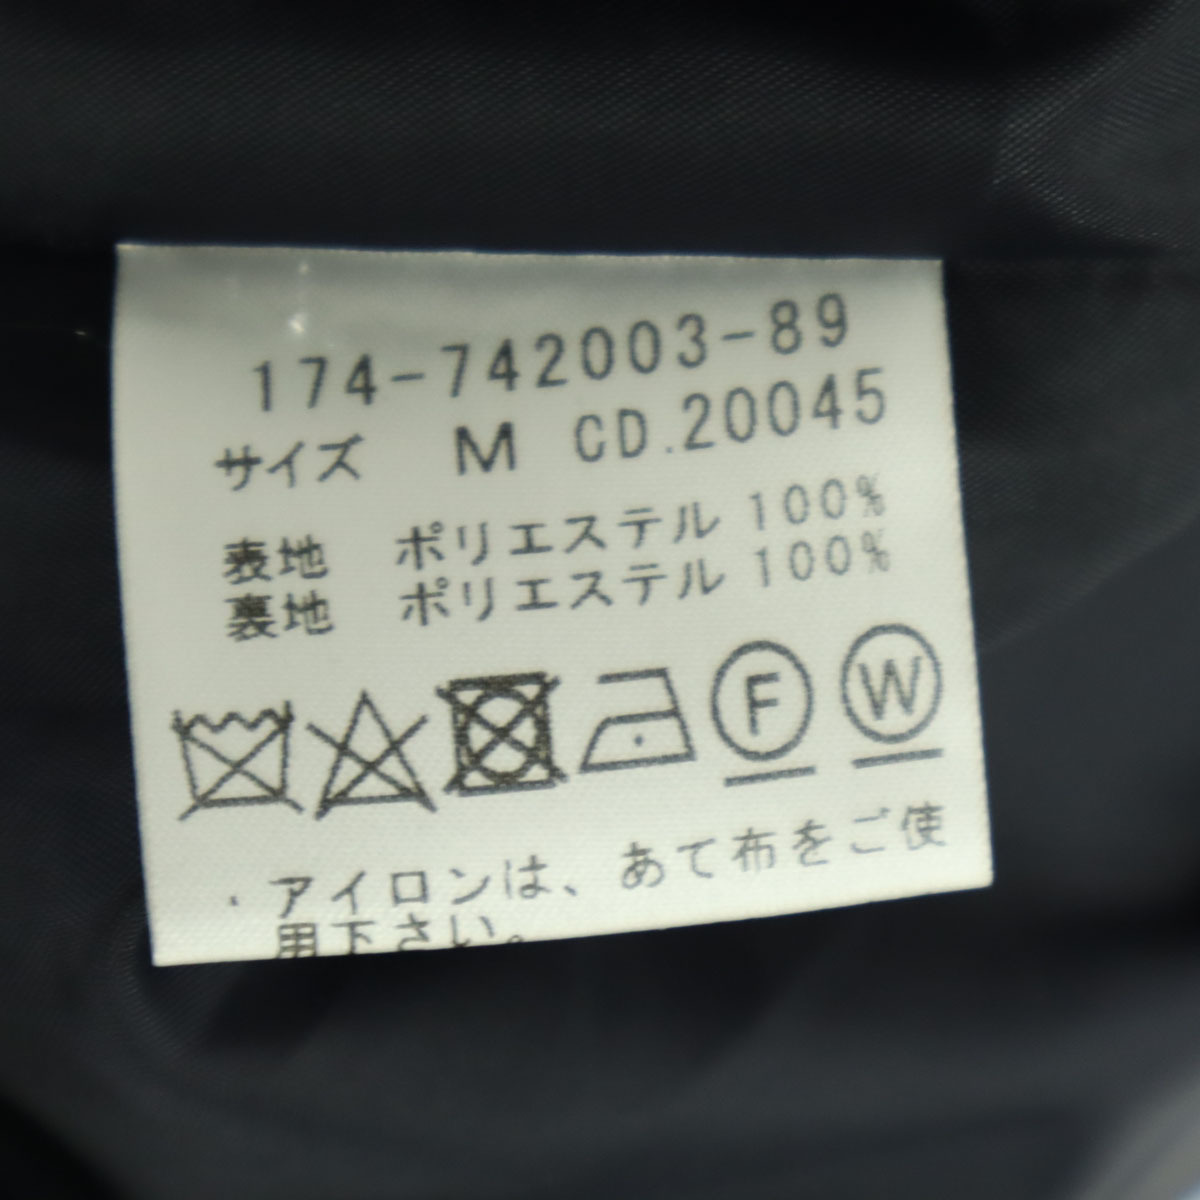 174-742003-89
サイズ M CD.20045
表地 ポリエステル 100%
裏地 ポリエステル 100%
F W
・アイロンは、あて布をご使
用下さい。